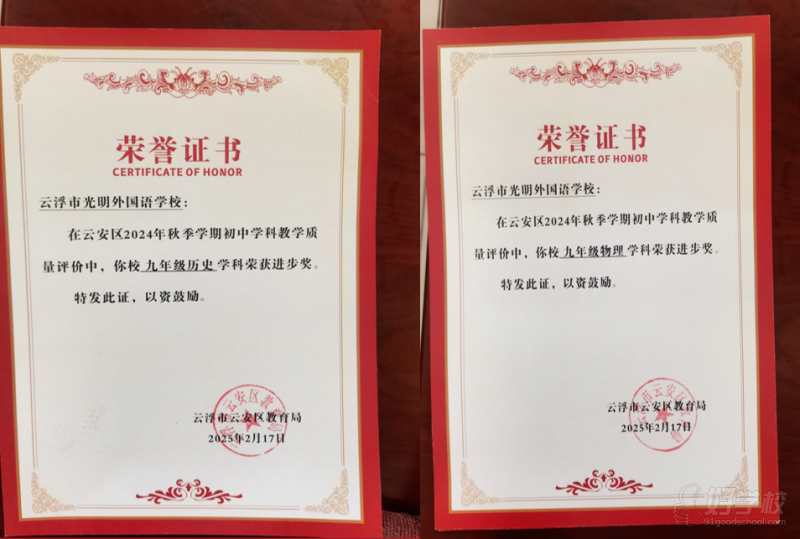 荣誉证书
CERTIFICATE OF HONOR
云浮市光明外国语学校：
在云安区2024年秋季学期初中学科教学质
量评价中，你校 九年级历史 学科荣获进步奖。
特发此证，以资鼓励。
云浮市云安区教育局
2025年2月17日
荣誉证书
CERTIFICATE OF HONOR
云浮市光明外国语学校：
在云安区2024年秋季学期初中学科教学质
量评价中，你校 九年级物理 学科荣获进步奖。
特发此证，以资鼓励。
云浮市云安区教育局
2025年2月17日
好学校
91goodschool.com